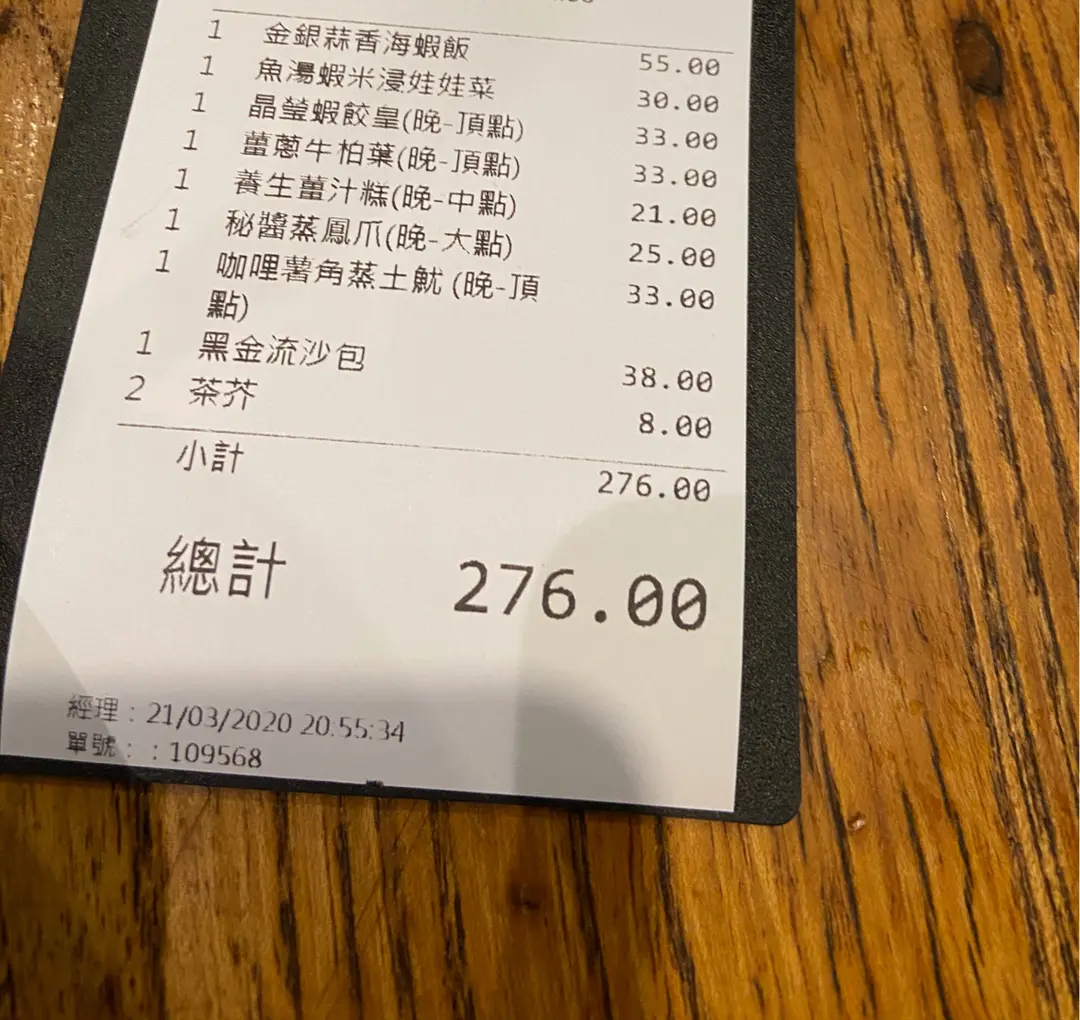 1 金銀蒜香海蝦飯 55.00
1 魚湯蝦米浸娃娃菜 30.00
1 晶瑩蝦餃皇(晚-頂點) 33.00
1 薑蔥牛柏葉(晚-頂點) 33.00
1 養生薑汁糕(晚-中點) 21.00
1 秘醬蒸鳳爪(晚-大點) 25.00
1 咖哩薯角蒸土魷 (晚-頂 33.00
點)
1 黑金流沙包 38.00
2 茶芥 8.00
小計 276.00
總計 276.00
經理 : 21/03/2020 20:55:34
單號 : : 109568